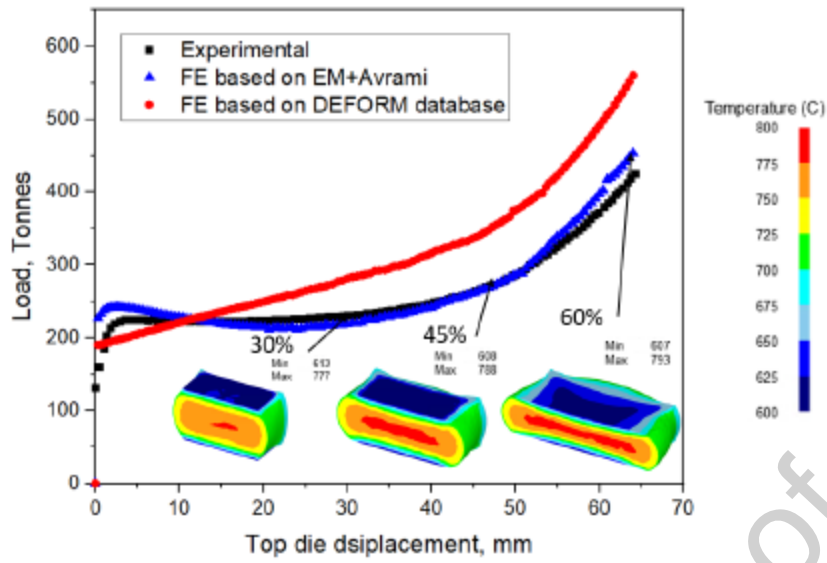 600
500
400
300
200
100
0
Load, Tonnes
Experimental
FE based on EM+Avrami
FE based on DEFORM database
30%
Min 612
Max 777
45%
Min 608
Max 788
60%
Min 607
Max 793
0 10 20 30 40 50 60 70
Top die dsiplacement, mm
Temperature (C)
800
775
750
725
700
675
650
625
600
of